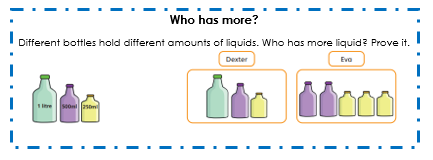 Who has more?
Different bottles hold different amounts of liquids. Who has more liquid? Prove it.
Dexter
Eva
1 litre
500ml
250ml